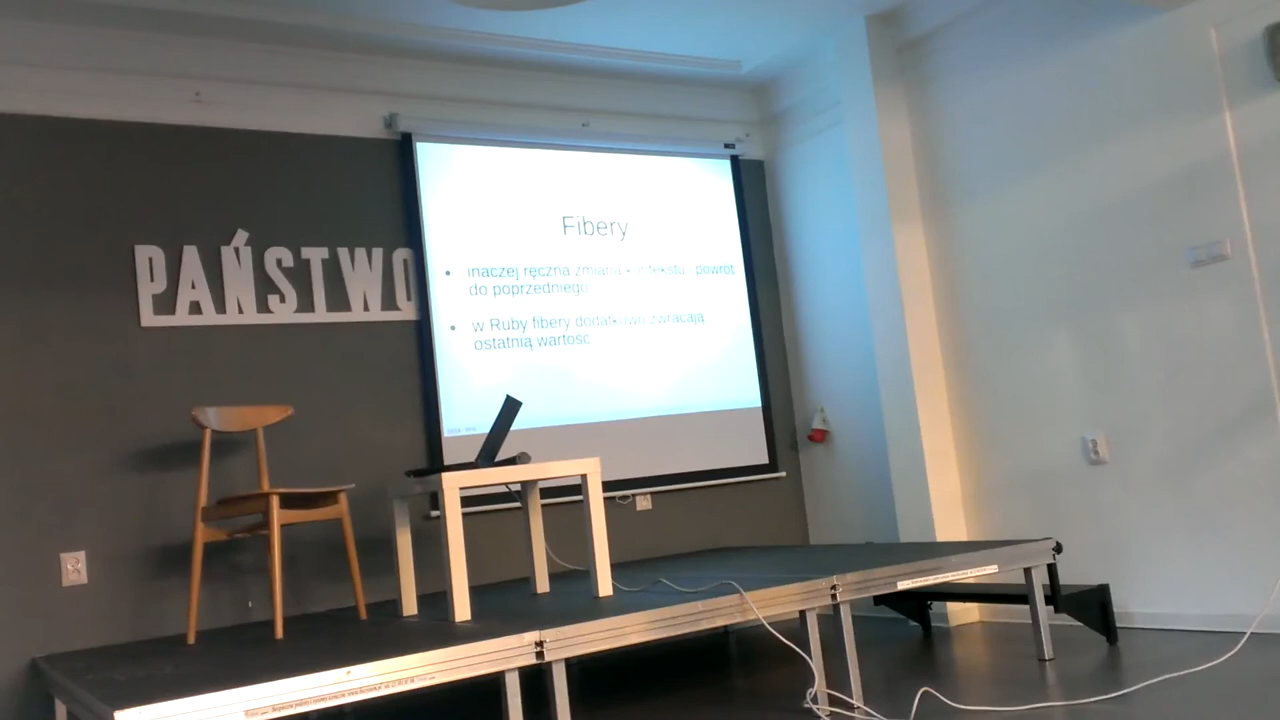 PAŃSTWO
Fibery
• inaczej ręczna zmiana kontekstu i powrót
do poprzedniego
• w Ruby fibery dodatkowo zwracają
ostatnią wartość